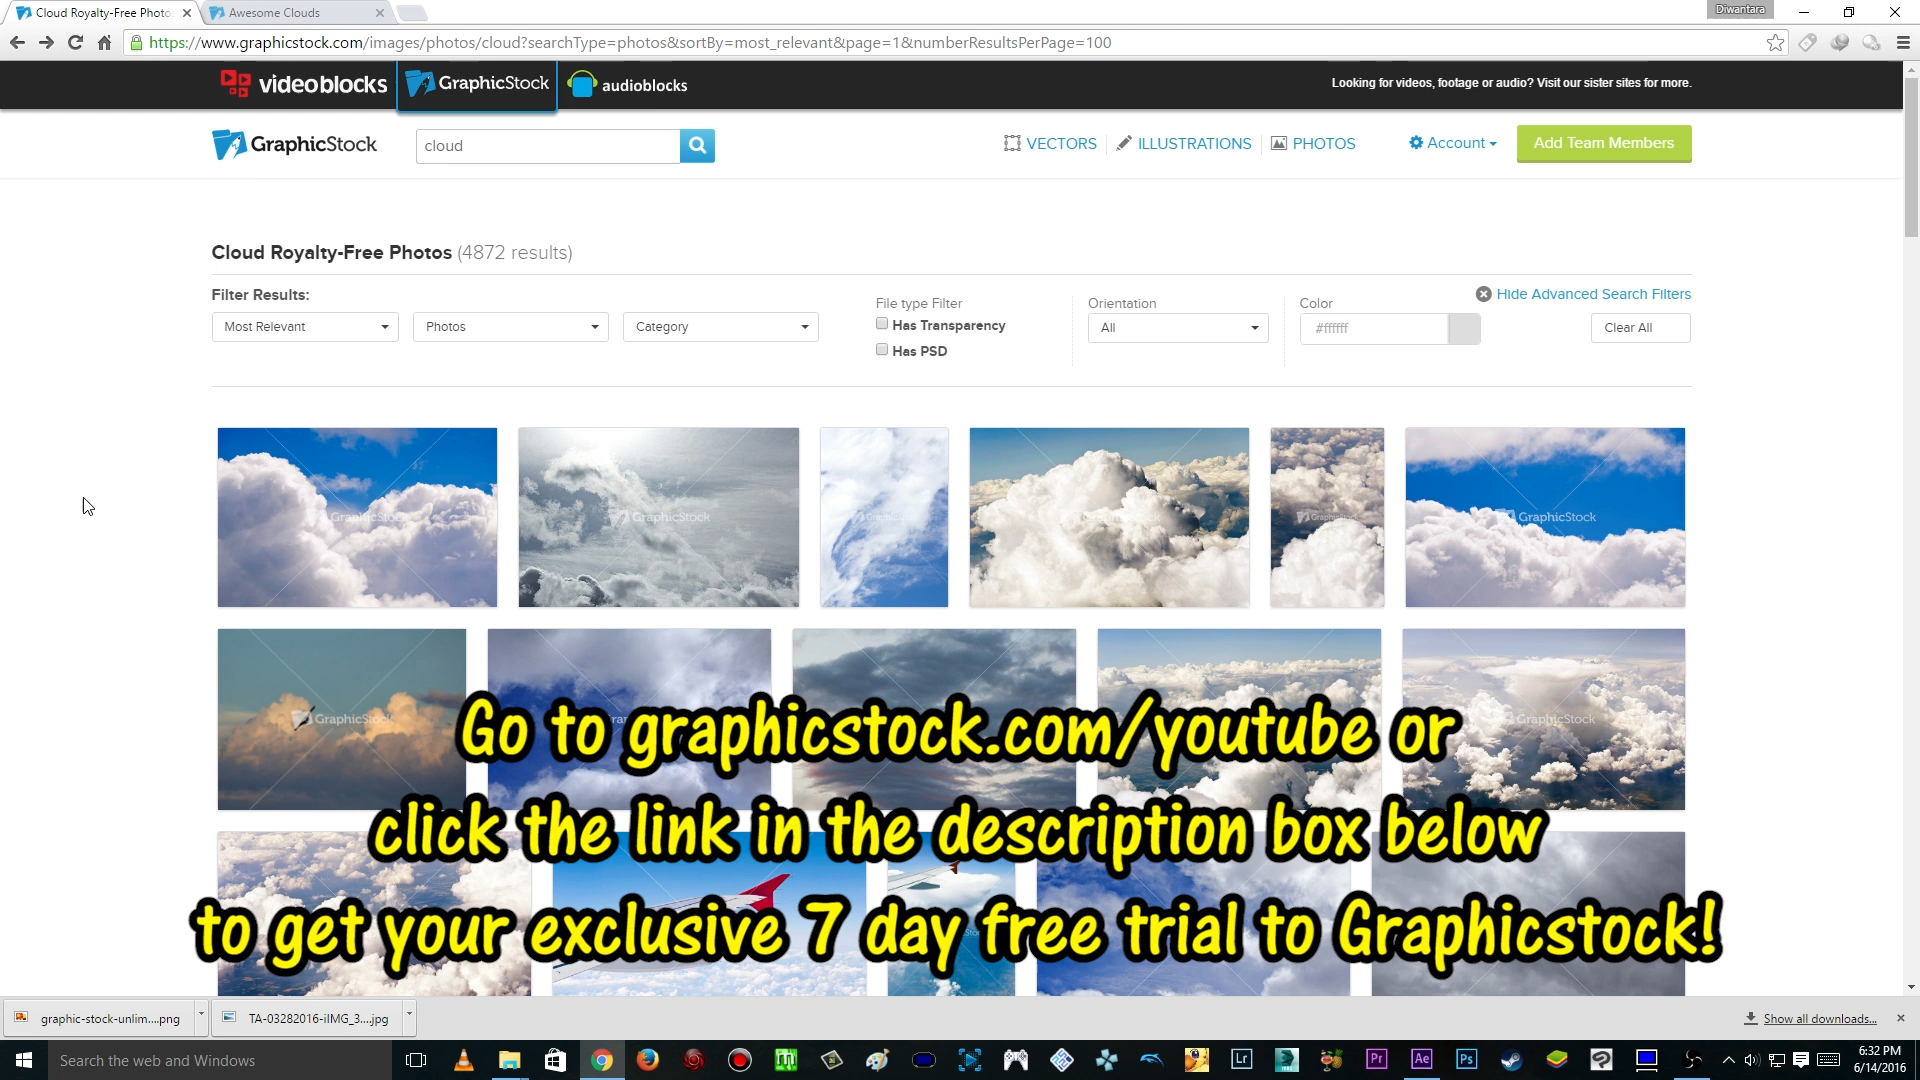 Cloud Royalty-Free Photo
Awesome Clouds
Diwantara
https://www.graphicstock.com/images/photos/cloud?searchType=photos&sortBy=most_relevant&page=1&numberResultsPerPage=100
videoblocks
GraphicStock
audioblocks
Looking for videos, footage or audio? Visit our sister sites for more.
GraphicStock
cloud
VECTORS
ILLUSTRATIONS
PHOTOS
Account
Add Team Members
Cloud Royalty-Free Photos (4872 results)
Filter Results:
Most Relevant
Photos
Category
File type Filter
Has Transparency
Has PSD
Orientation
All
Color
#ffffff
Hide Advanced Search Filters
Clear All
GraphicStock
GraphicStock
GraphicStock
GraphicStock
GraphicStock
GraphicStock
Go to graphicstock.com/youtube or
click the link in the description box below
to get your exclusive 7 day free trial to Graphicstock!
graphic-stock-unlim....png
TA-03282016-iIMG_3....jpg
Show all downloads...
Search the web and Windows
Lr
Pr
Ae
Ps
6:32 PM
6/14/2016